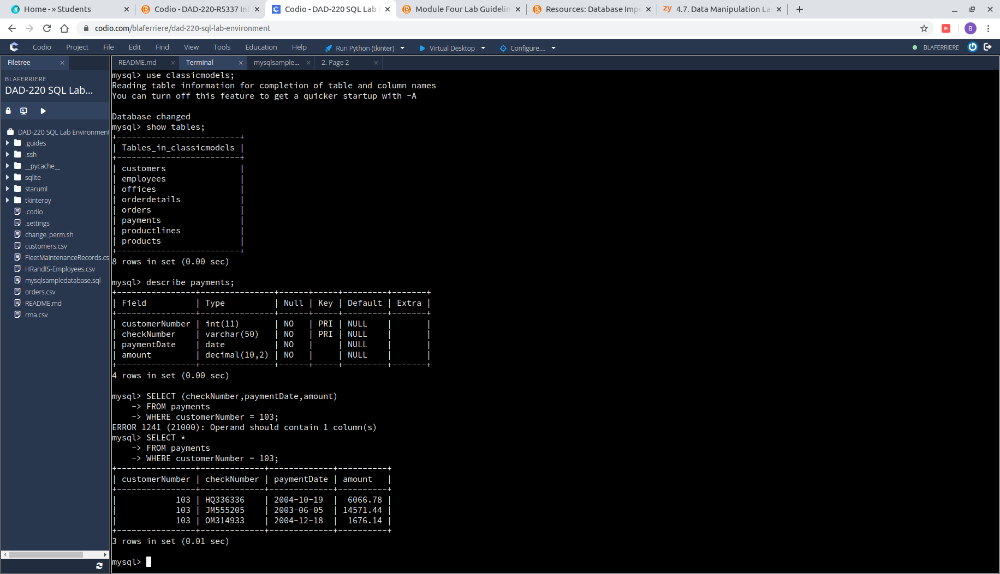 Home - » Students
Codio - DAD-220-R5337 Int
Codio - DAD-220 SQL Lab
Module Four Lab Guidelin
Resources: Database Imp
zy 4.7. Data Manipulation La
codio.com/blaferriere/dad-220-sql-lab-environment
B
Codio Project File Edit Find View Tools Education Help Run Python (tkinter) Virtual Desktop Configure.... BLAFERRIERE
Filetree
README.md Terminal mysqlsample... 2. Page 2
BLAFERRIERE
DAD-220 SQL Lab...
DAD-220 SQL Lab Environment
.guides
.ssh
__pycache__
sqlite
staruml
tkinterpy
.codio
.settings
change_perm.sh
customers.csv
FleetMaintenanceRecords.cs
HRandIS-Employees.csv
mysqlsampledatabase.sql
orders.csv
README.md
rma.csv
mysql> use classicmodels;
Reading table information for completion of table and column names
You can turn off this feature to get a quicker startup with -A
Database changed
mysql> show tables;
+-------------------------+
| Tables_in_classicmodels |
+-------------------------+
| customers               |
| employees               |
| offices                 |
| orderdetails            |
| orders                  |
| payments                |
| productlines            |
| products                |
+-------------------------+
8 rows in set (0.00 sec)
mysql> describe payments;
+----------------+---------------+------+-----+---------+-------+
| Field          | Type          | Null | Key | Default | Extra |
+----------------+---------------+------+-----+---------+-------+
| customerNumber | int(11)       | NO   | PRI | NULL    |       |
| checkNumber    | varchar(50)   | NO   | PRI | NULL    |       |
| paymentDate    | date          | NO   |     | NULL    |       |
| amount         | decimal(10,2) | NO   |     | NULL    |       |
+----------------+---------------+------+-----+---------+-------+
4 rows in set (0.00 sec)
mysql> SELECT (checkNumber,paymentDate,amount)
    -> FROM payments
    -> WHERE customerNumber = 103;
ERROR 1241 (21000): Operand should contain 1 column(s)
mysql> SELECT *
    -> FROM payments
    -> WHERE customerNumber = 103;
+----------------+-------------+-------------+----------+
| customerNumber | checkNumber | paymentDate | amount   |
+----------------+-------------+-------------+----------+
|            103 | HQ336336    | 2004-10-19  |  6066.78 |
|            103 | JM555205    | 2003-06-05  | 14571.44 |
|            103 | OM314933    | 2004-12-18  |  1676.14 |
+----------------+-------------+-------------+----------+
3 rows in set (0.01 sec)
mysql>